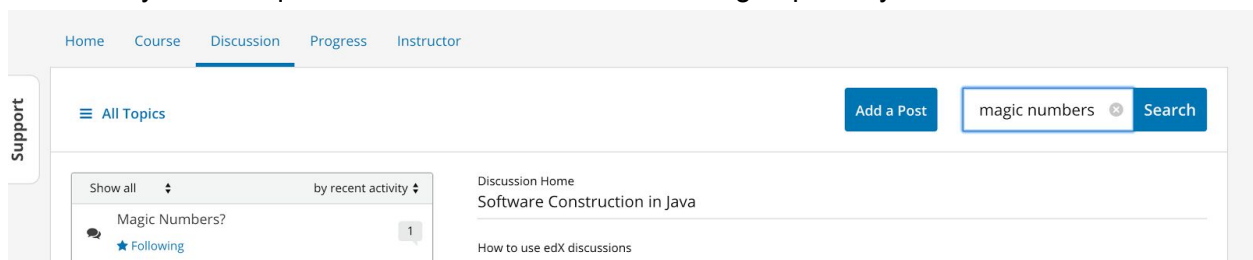 Home Course Discussion Progress Instructor
Support
All Topics
Add a Post
magic numbers
Search
Show all
by recent activity
Magic Numbers?
1
Following
Discussion Home
Software Construction in Java
How to use edX discussions